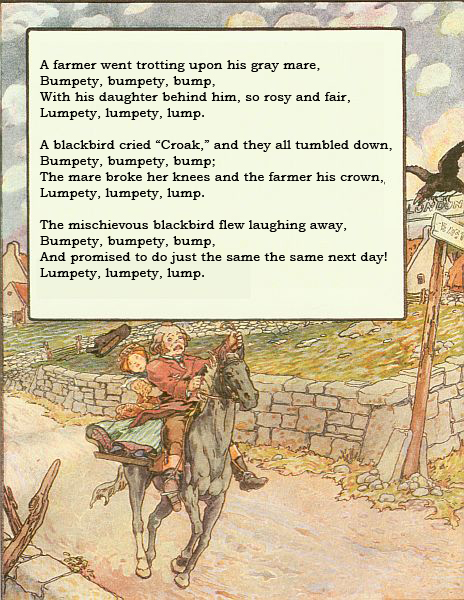 A farmer went trotting upon his gray mare,
Bumpety, bumpety, bump,
With his daughter behind him, so rosy and fair,
Lumpety, lumpety, lump.
A blackbird cried “Croak,” and they all tumbled down,
Bumpety, bumpety, bump;
The mare broke her knees and the farmer his crown,
Lumpety, lumpety, lump.
The mischievous blackbird flew laughing away,
Bumpety, bumpety, bump,
And promised to do just the same the same next day!
Lumpety, lumpety, lump.
LONDON